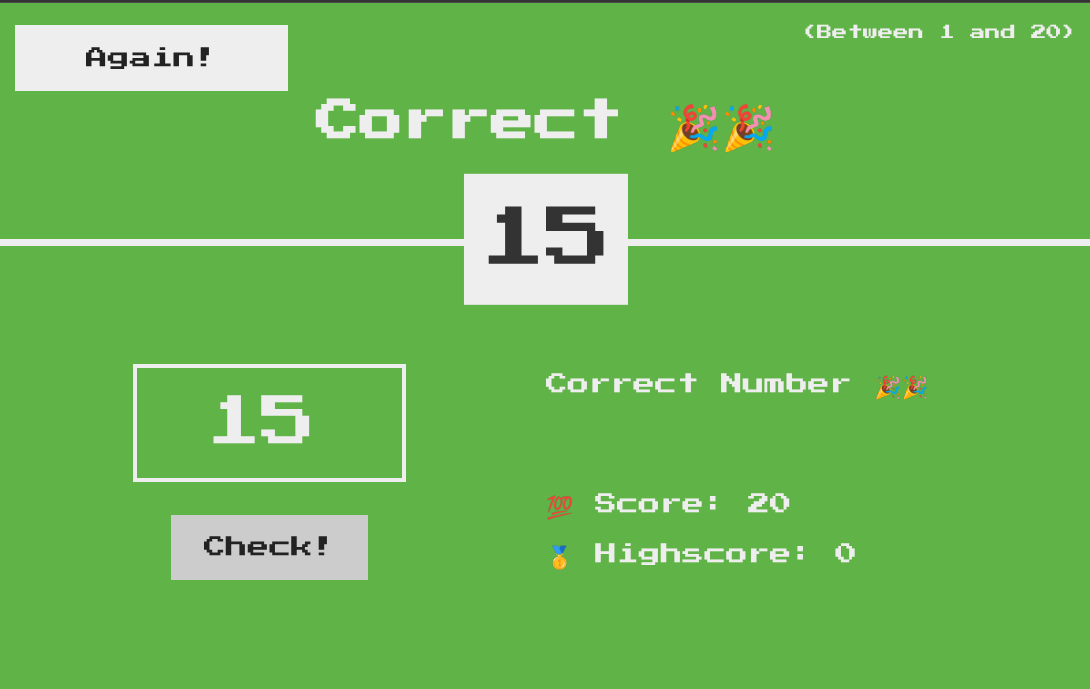 Again!
(Between 1 and 20)
Correct 🎉🎉
15
15
Check!
Correct Number 🎉🎉
💯 Score: 20
🥇 Highscore: 0